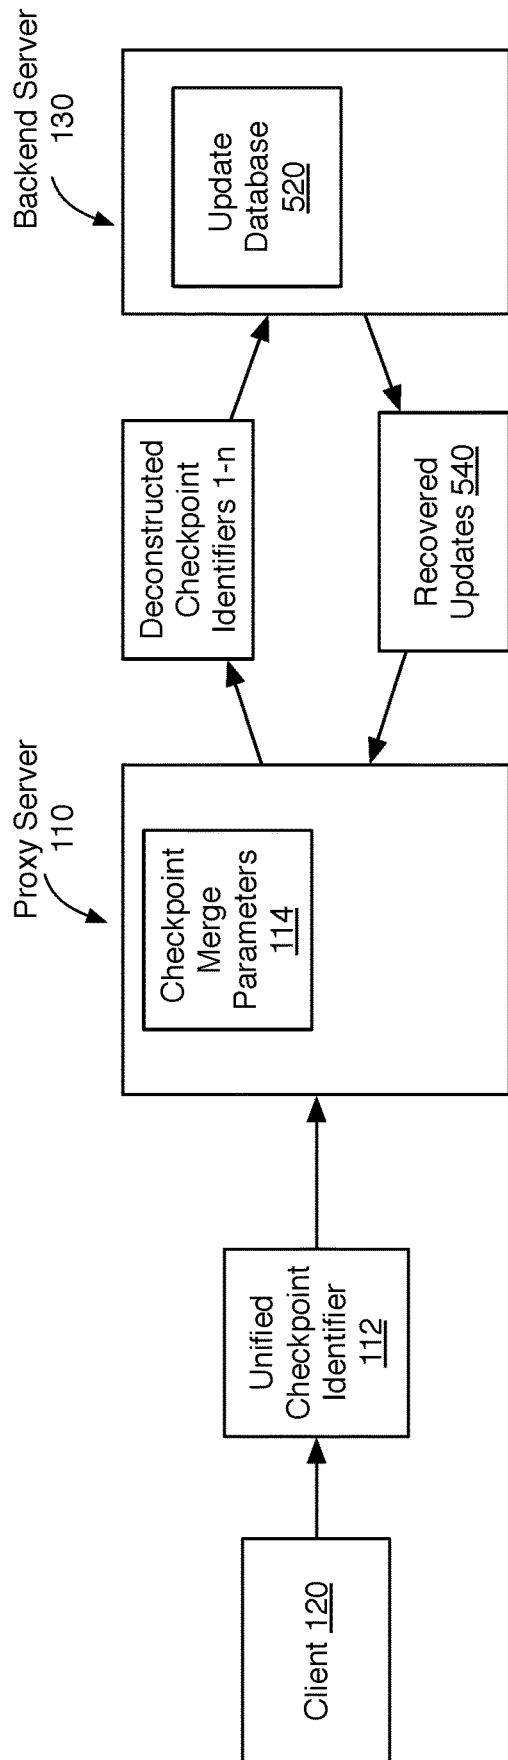 Client 120
Unified
Checkpoint
Identifier
112
Proxy Server
110
Checkpoint
Merge
Parameters
114
Deconstructed
Checkpoint
Identifiers 1-n
Recovered
Updates 540
Backend Server
130
Update
Database
520